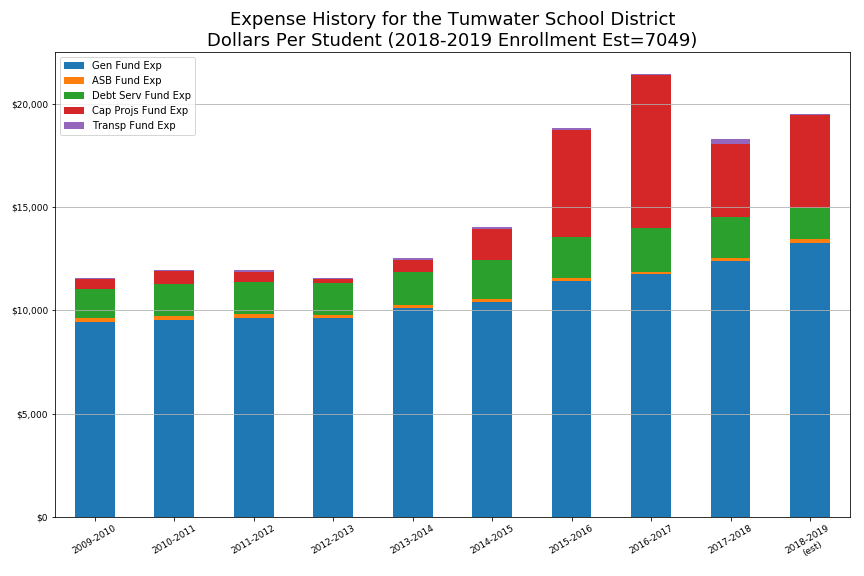 Expense History for the Tumwater School District
Dollars Per Student (2018-2019 Enrollment Est=7049)
Gen Fund Exp
ASB Fund Exp
Debt Serv Fund Exp
Cap Projs Fund Exp
Transp Fund Exp
$20,000
$15,000
$10,000
$5,000
$0
2009-2010
2010-2011
2011-2012
2012-2013
2013-2014
2014-2015
2015-2016
2016-2017
2017-2018
2018-2019
(est)